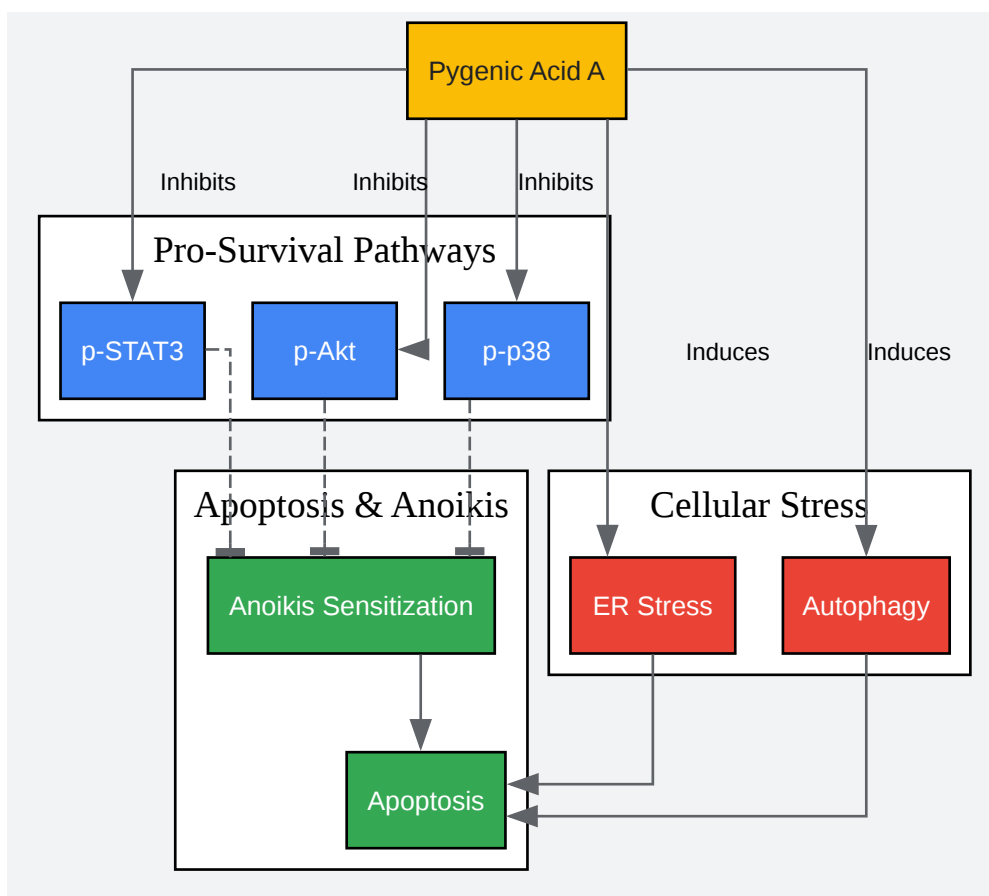 Pygenic Acid A
Inhibits
Inhibits
Inhibits
Pro-Survival Pathways
p-STAT3
p-Akt
p-p38
Induces
Induces
Apoptosis & Anoikis
Cellular Stress
Anoikis Sensitization
ER Stress
Autophagy
Apoptosis